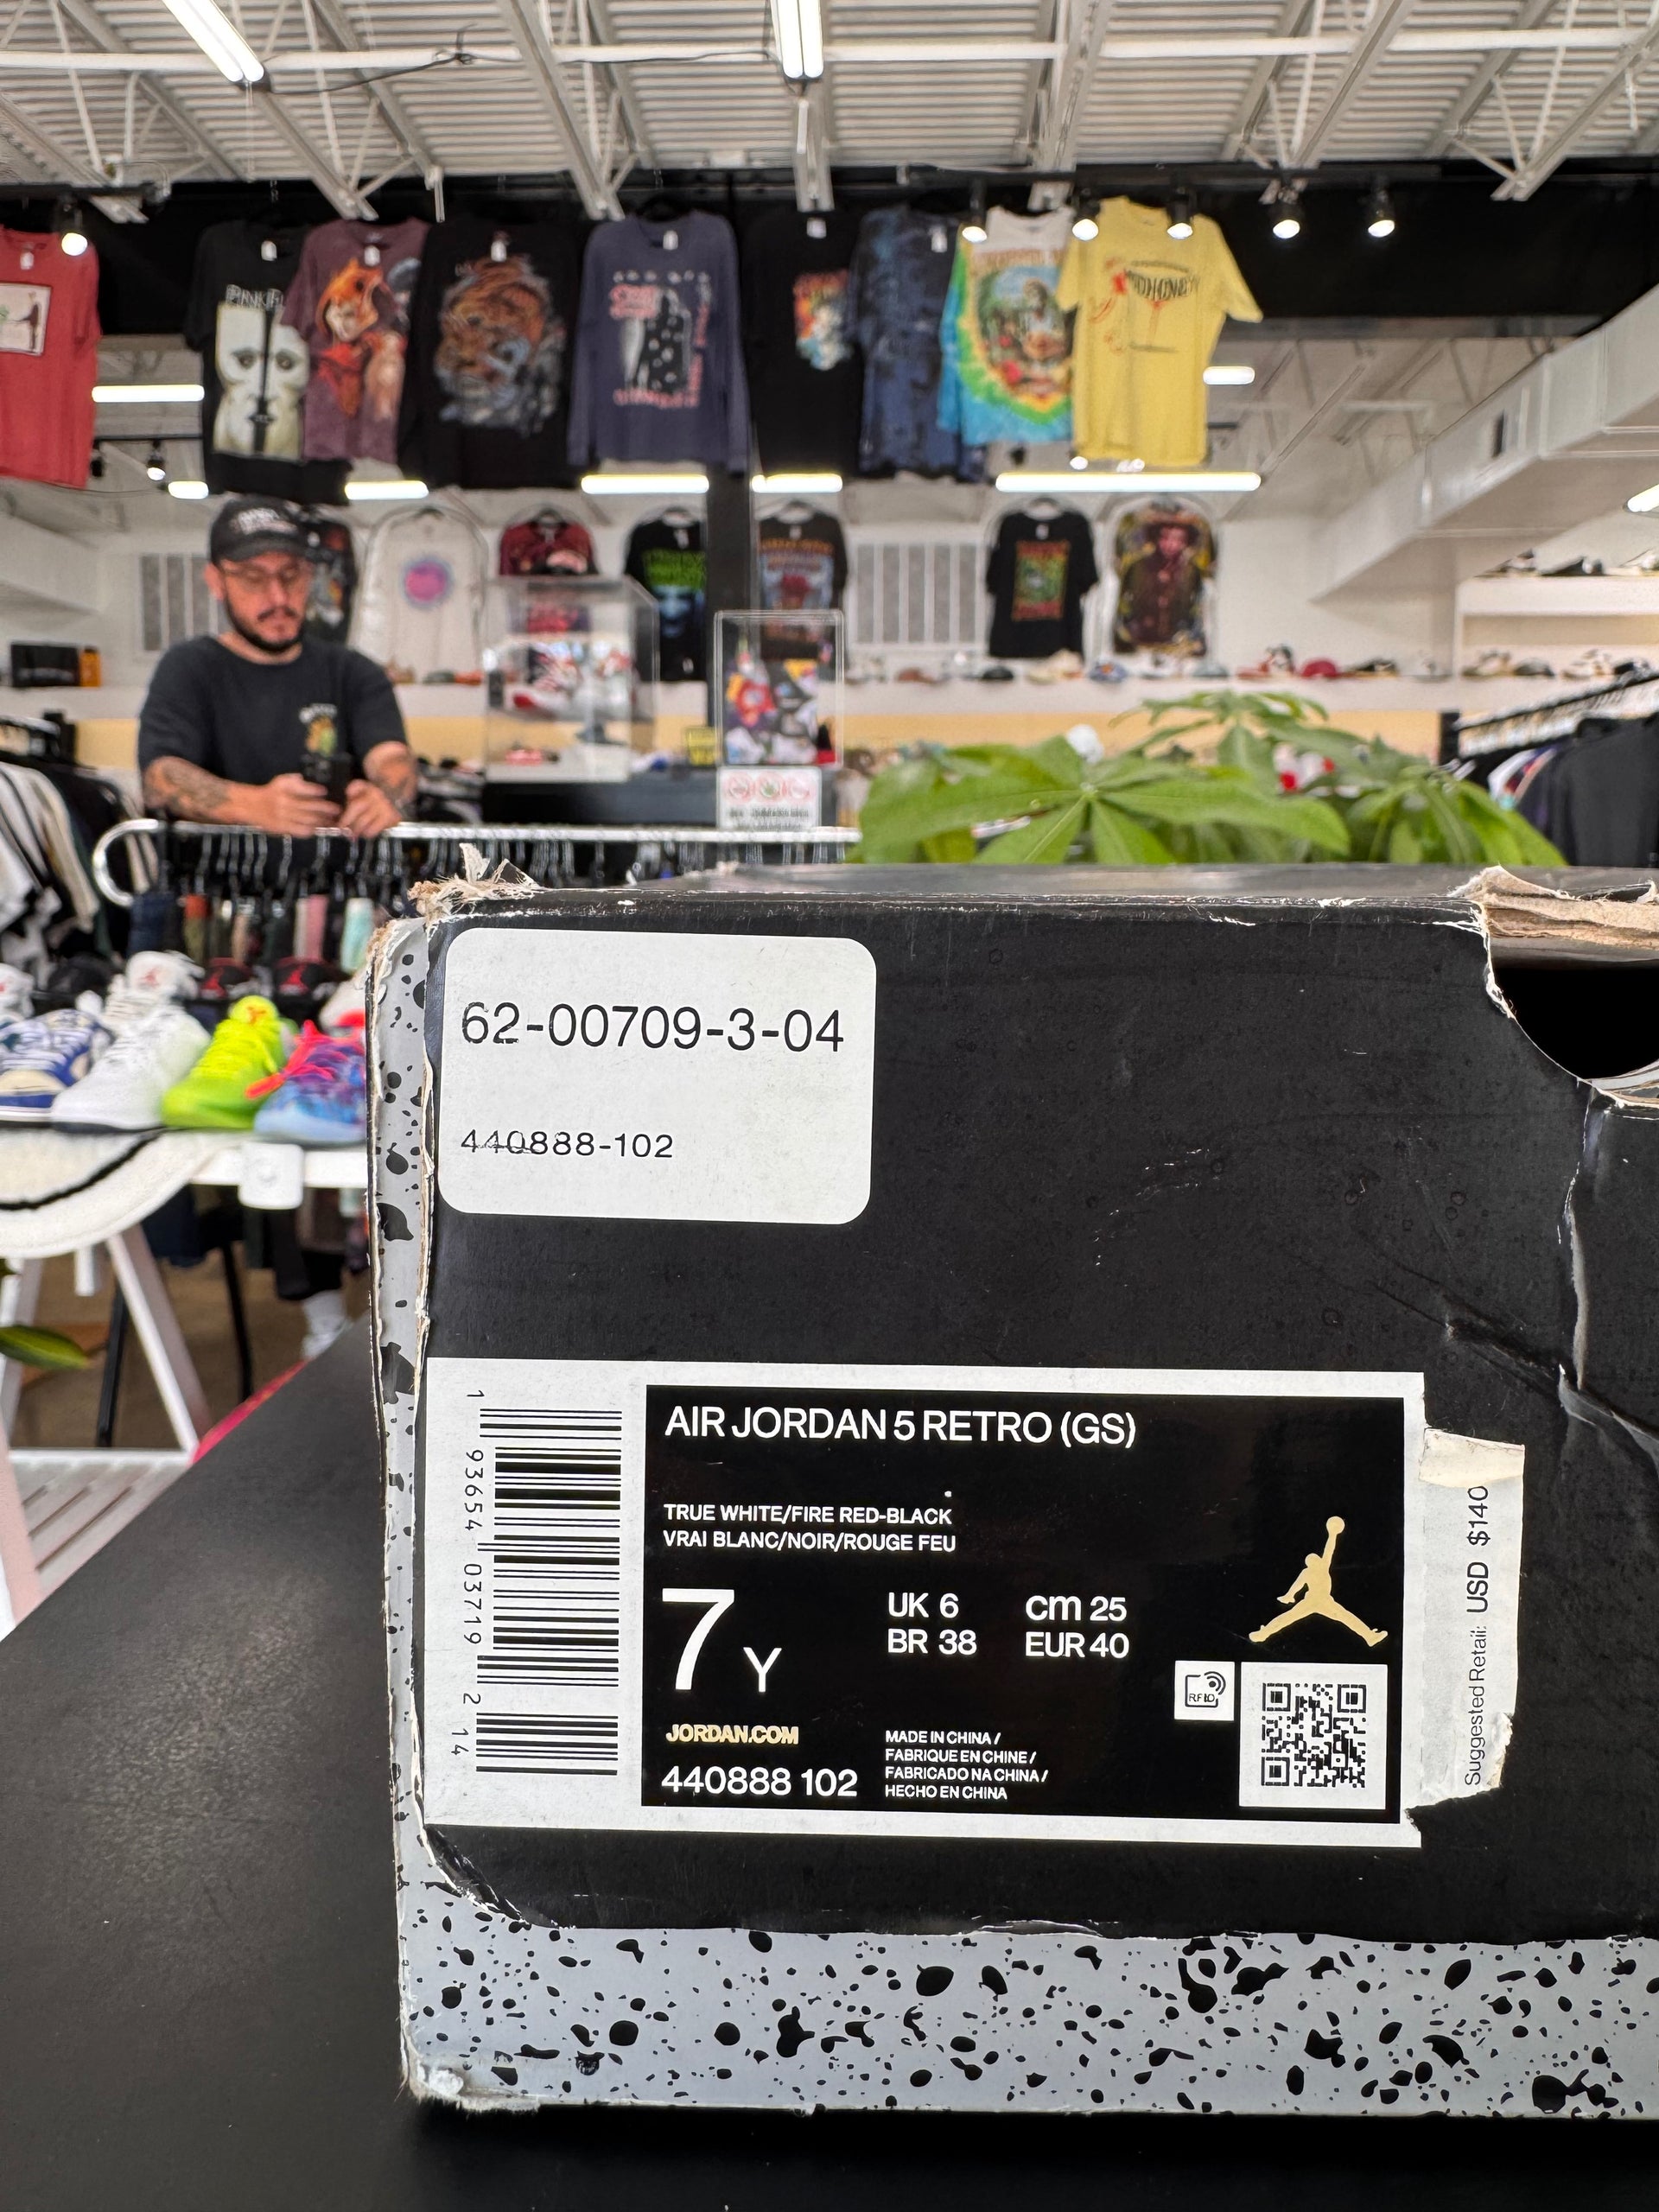 62-00709-3-04
440888-102
AIR JORDAN 5 RETRO (GS)
TRUE WHITE/FIRE RED-BLACK
VRAI BLANC/NOIR/ROUGE FEU
7 Y
UK 6
BR 38
cm 25
EUR 40
RFID
JORDAN.COM
440888 102
MADE IN CHINA /
FABRIQUE EN CHINE /
FABRICADO NA CHINA /
HECHO EN CHINA
1 93654 03719 2 14
Suggested Retail: USD $140